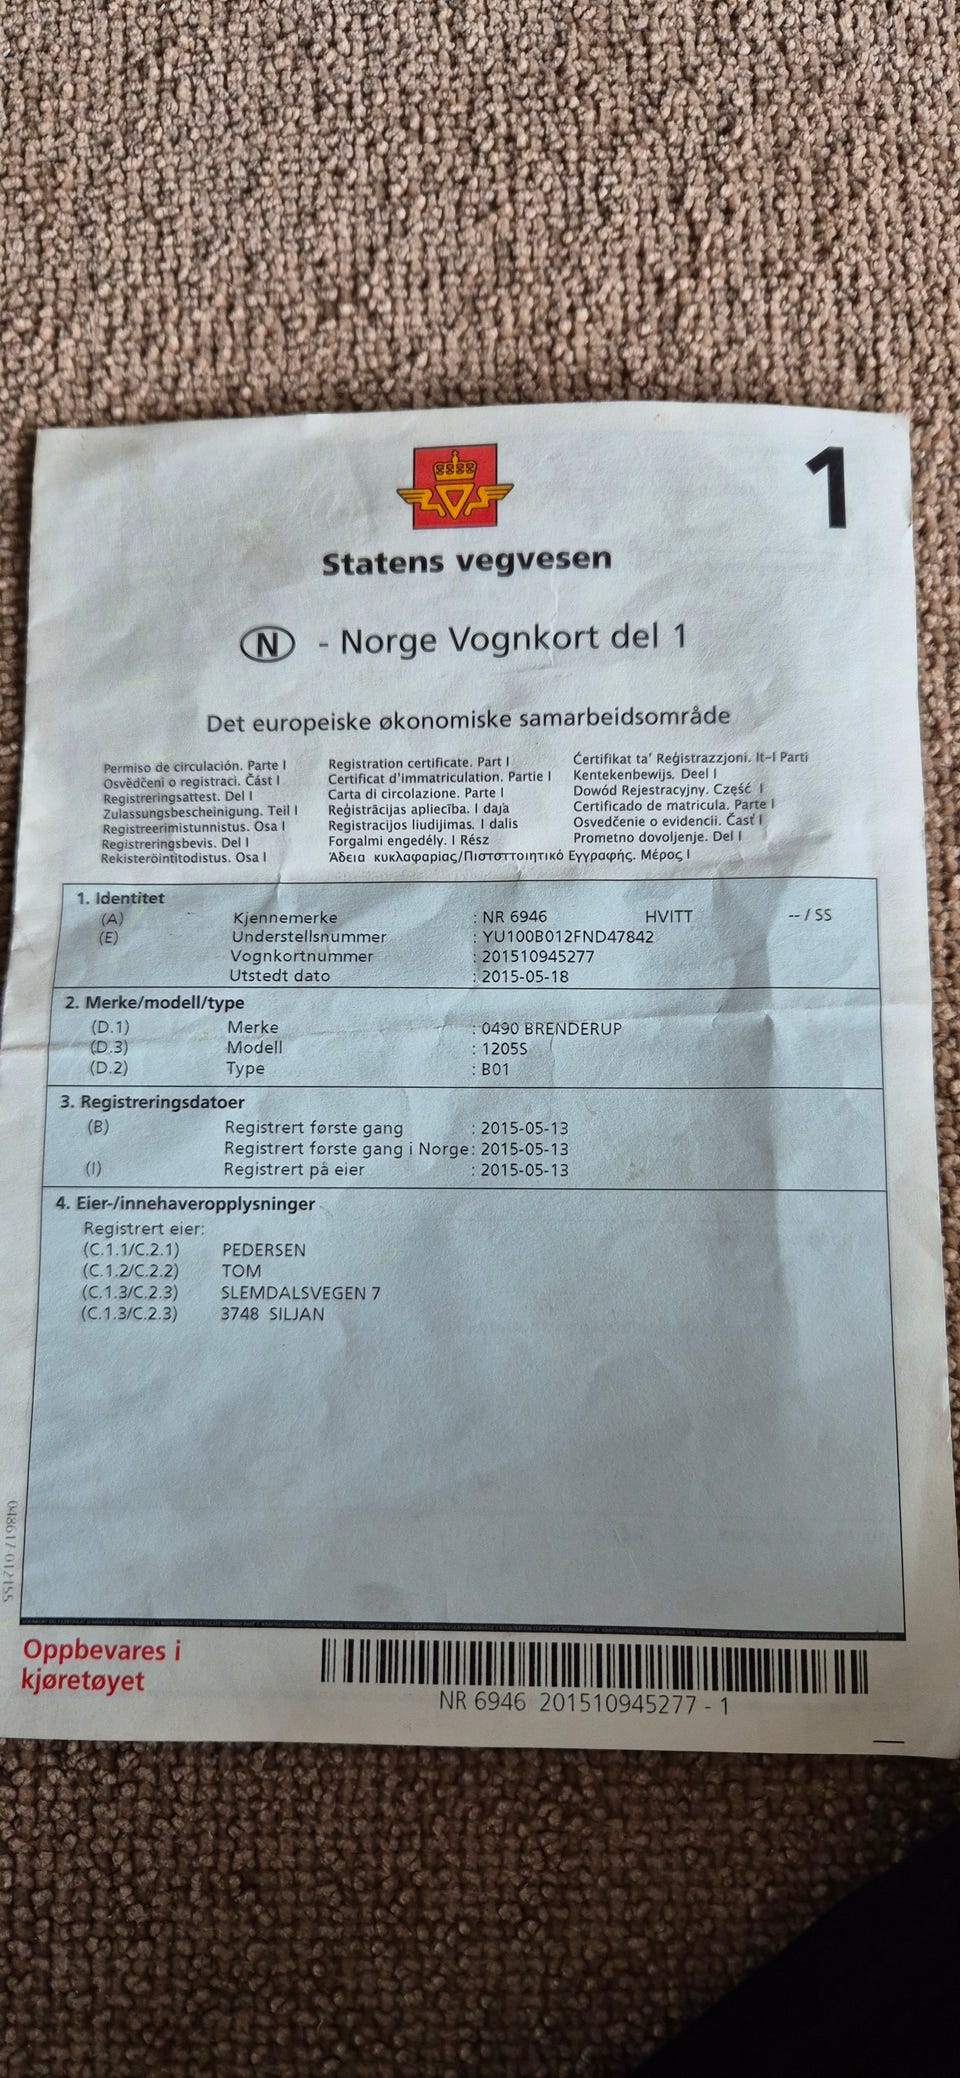 1
Statens vegvesen
N - Norge Vognkort del 1
Det europeiske økonomiske samarbeidsområde
Permiso de circulación. Parte I
Osvědčeni o registraci. Část I
Registreringsattest. Del I
Zulassungsbescheinigung. Teil I
Registreerimistunnistus. Osa I
Registreringsbevis. Del I
Rekisteröintitodistus. Osa I
Registration certificate. Part I
Certificat d'immatriculation. Partie I
Carta di circolazione. Parte I
Reģistrācijas apliecība. I daja
Registracijos liudijimas. I dalis
Forgalmi engedély. I Rész
Άδεια κυκλαφαρίας/Πιστοττοιητικό Εγγραφής. Μέρος I
Ċertifikat ta' Reġistrazzjoni. It-I Parti
Kentekenbewijs. Deel I
Dowód Rejestracyjny. Część I
Certificado de matricula. Parte I
Osvedčenie o evidencii. Časť I
Prometno dovoljenje. Del I
1. Identitet
(A) Kjennemerke : NR 6946 HVITT -- / SS
(E) Understellsnummer : YU100B012FND47842
Vognkortnummer : 201510945277
Utstedt dato : 2015-05-18
2. Merke/modell/type
(D.1) Merke : 0490 BRENDERUP
(D.3) Modell : 1205S
(D.2) Type : B01
3. Registreringsdatoer
(B) Registrert første gang : 2015-05-13
Registrert første gang i Norge: 2015-05-13
(I) Registrert på eier : 2015-05-13
4. Eier-/innehaveropplysninger
Registrert eier:
(C.1.1/C.2.1) PEDERSEN
(C.1.2/C.2.2) TOM
(C.1.3/C.2.3) SLEMDALSVEGEN 7
(C.1.3/C.2.3) 3748 SILJAN
Oppbevares i
kjøretøyet
NR 6946 201510945277 - 1